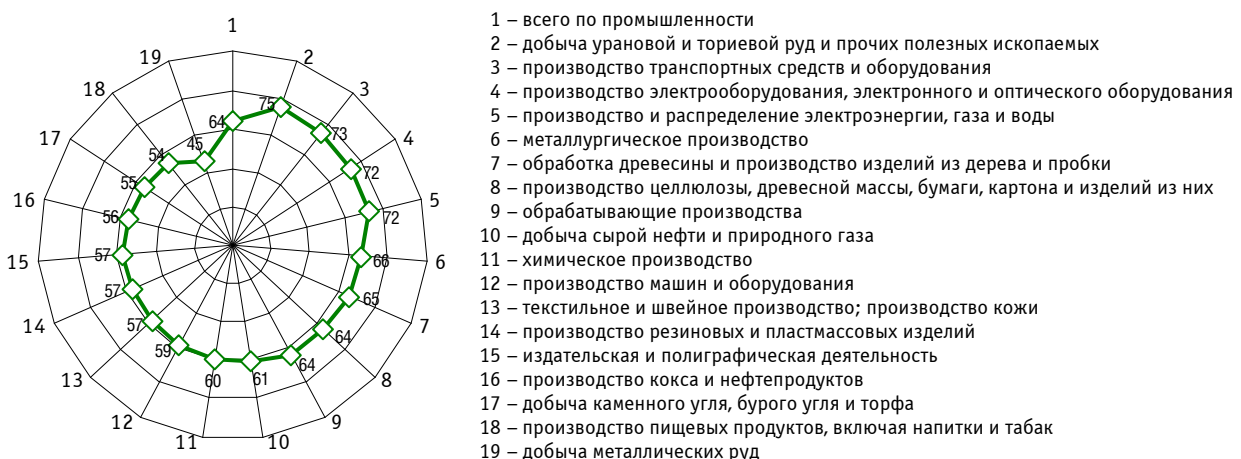 1
2
3
4
5
6
7
8
9
10
11
12
13
14
15
16
17
18
19
64
75
73
72
72
66
65
64
64
61
60
59
57
57
57
56
55
54
45
1 – всего по промышленности
2 – добыча урановой и ториевой руд и прочих полезных ископаемых
3 – производство транспортных средств и оборудования
4 – производство электрооборудования, электронного и оптического оборудования
5 – производство и распределение электроэнергии, газа и воды
6 – металлургическое производство
7 – обработка древесины и производство изделий из дерева и пробки
8 – производство целлюлозы, древесной массы, бумаги, картона и изделий из них
9 – обрабатывающие производства
10 – добыча сырой нефти и природного газа
11 – химическое производство
12 – производство машин и оборудования
13 – текстильное и швейное производство; производство кожи
14 – производство резиновых и пластмассовых изделий
15 – издательская и полиграфическая деятельность
16 – производство кокса и нефтепродуктов
17 – добыча каменного угля, бурого угля и торфа
18 – производство пищевых продуктов, включая напитки и табак
19 – добыча металлических руд